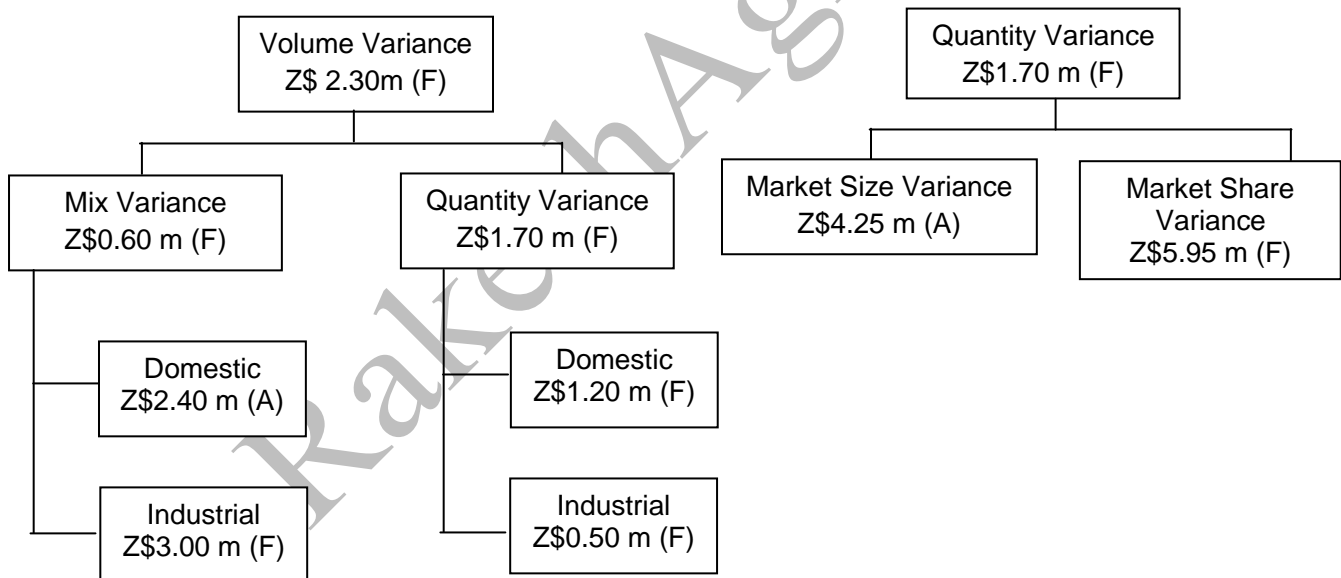 Volume Variance
Z$ 2.30m (F)
Quantity Variance
Z$1.70 m (F)
Mix Variance
Z$0.60 m (F)
Quantity Variance
Z$1.70 m (F)
Market Size Variance
Z$4.25 m (A)
Market Share
Variance
Z$5.95 m (F)
Domestic
Z$2.40 m (A)
Domestic
Z$1.20 m (F)
Industrial
Z$3.00 m (F)
Industrial
Z$0.50 m (F)